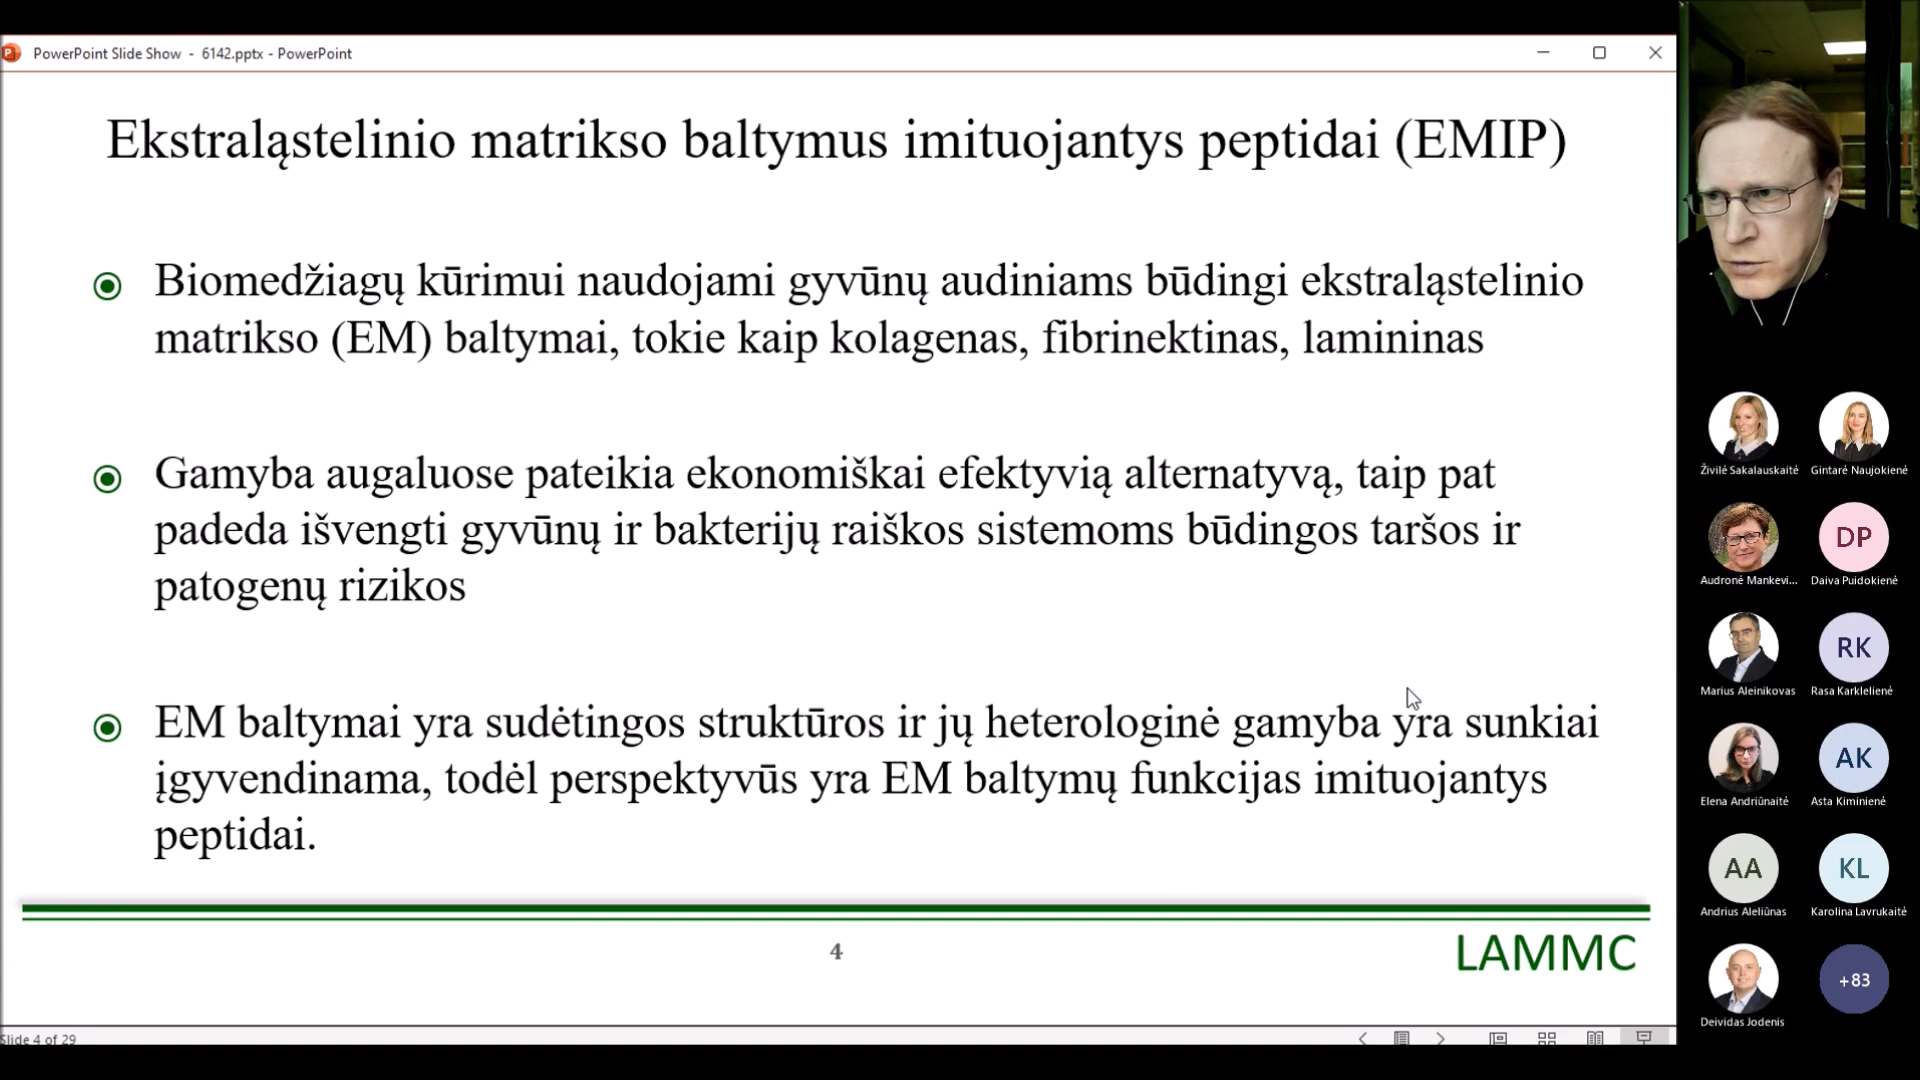 PowerPoint Slide Show - 6142.pptx - PowerPoint
Ekstraląstelinio matrikso baltymus imituojantys peptidai (EMIP)
Biomedžiagų kūrimui naudojami gyvūnų audiniams būdingi ekstraląstelinio
matrikso (EM) baltymai, tokie kaip kolagenas, fibrinektinas, lamininas
Gamyba augaluose pateikia ekonomiškai efektyvią alternatyvą, taip pat
padeda išvengti gyvūnų ir bakterijų raiškos sistemoms būdingos taršos ir
patogenų rizikos
EM baltymai yra sudėtingos struktūros ir jų heterologinė gamyba yra sunkiai
įgyvendinama, todėl perspektyvūs yra EM baltymų funkcijas imituojantys
peptidai.
4
LAMMC
Slide 4 of 29
Živilė Sakalauskaitė
Gintarė Naujokienė
Audronė Mankevi...
DP
Daiva Puidokienė
Marius Aleinikovas
RK
Rasa Karklelienė
Elena Andriūnaitė
AK
Asta Kiminienė
AA
Andrius Aleliūnas
KL
Karolina Lavrukaitė
Deividas Jodenis
+83